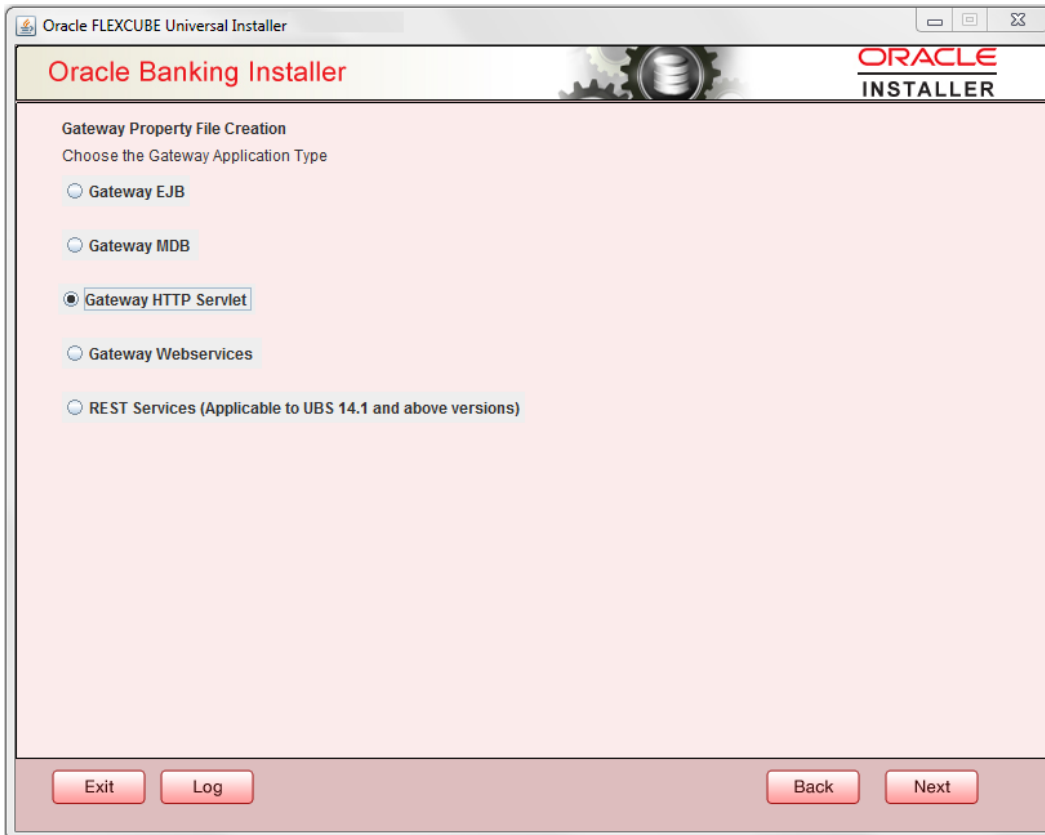 Oracle FLEXCUBE Universal Installer
Oracle Banking Installer
ORACLE
INSTALLER
Gateway Property File Creation
Choose the Gateway Application Type
Gateway EJB
Gateway MDB
Gateway HTTP Servlet
Gateway Webservices
REST Services (Applicable to UBS 14.1 and above versions)
Exit
Log
Back
Next